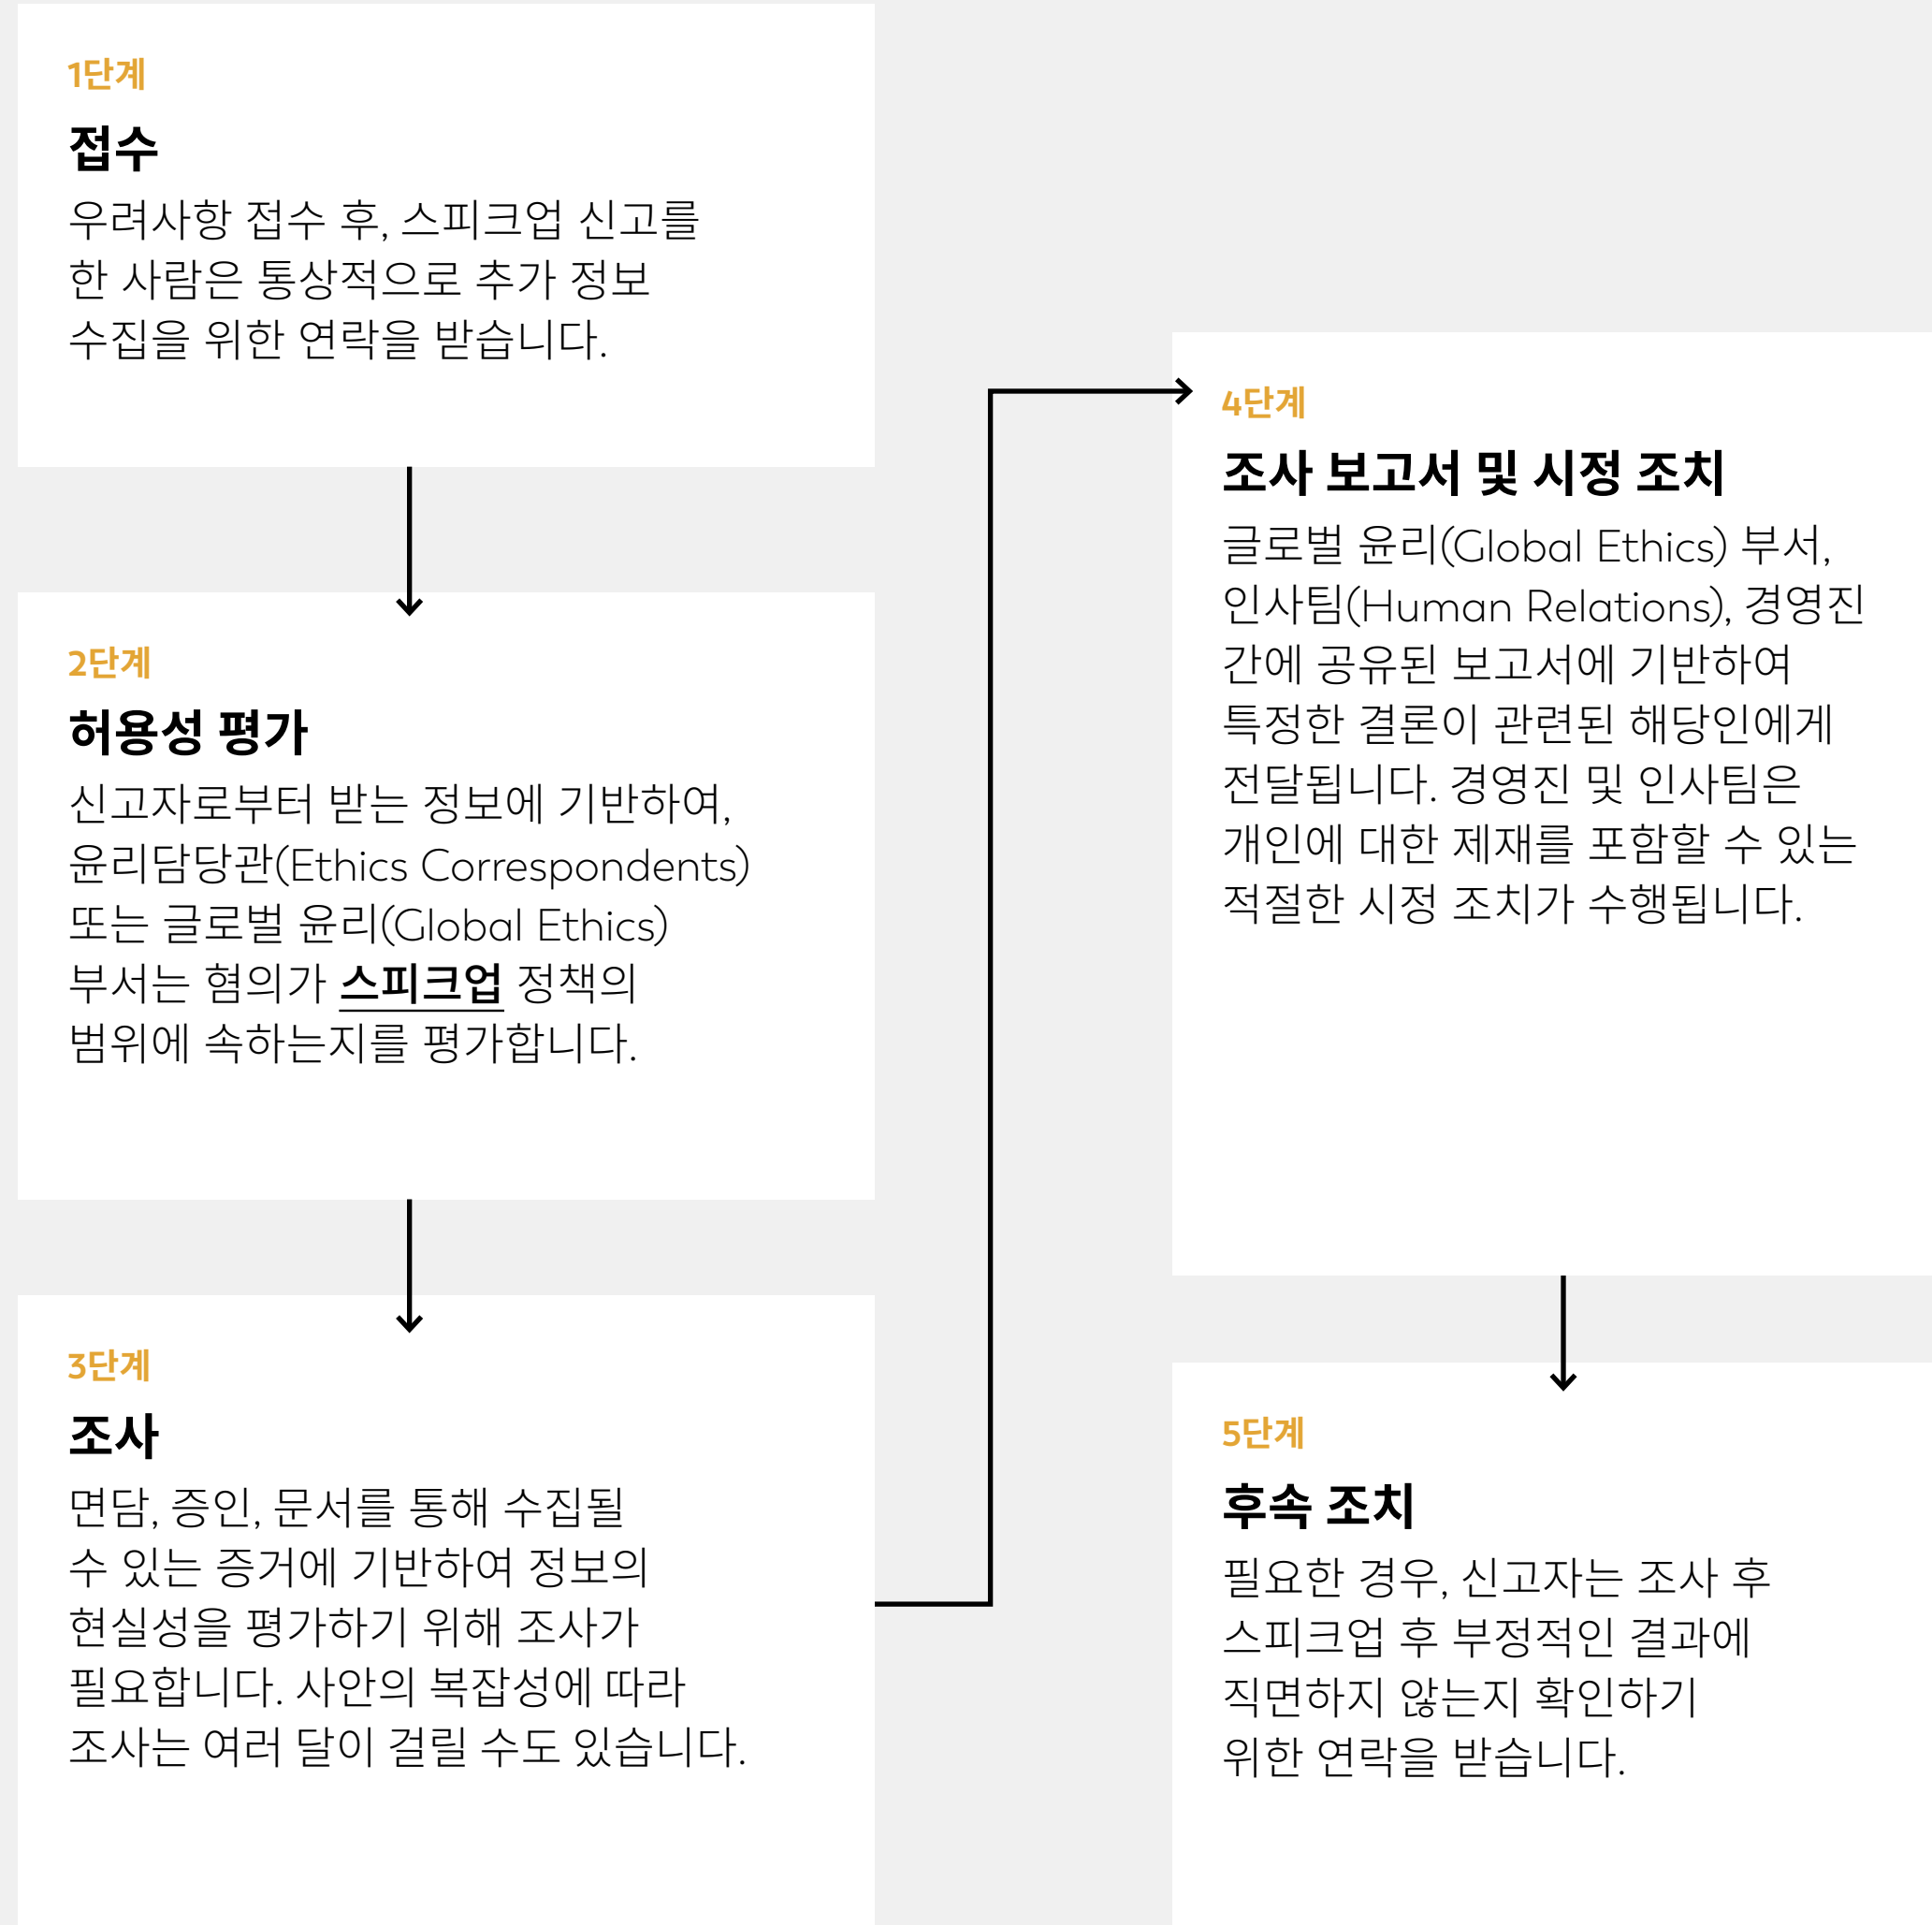 1단계
접수
우려사항 접수 후, 스피크업 신고를
한 사람은 통상적으로 추가 정보
수집을 위한 연락을 받습니다.
2단계
허용성 평가
신고자로부터 받는 정보에 기반하여,
윤리담당관(Ethics Correspondents)
또는 글로벌 윤리(Global Ethics)
부서는 혐의가 스피크업 정책의
범위에 속하는지를 평가합니다.
3단계
조사
면담, 증인, 문서를 통해 수집될
수 있는 증거에 기반하여 정보의
현실성을 평가하기 위해 조사가
필요합니다. 사안의 복잡성에 따라
조사는 여러 달이 걸릴 수도 있습니다.
4단계
조사 보고서 및 시정 조치
글로벌 윤리(Global Ethics) 부서,
인사팀(Human Relations), 경영진
간에 공유된 보고서에 기반하여
특정한 결론이 관련된 해당인에게
전달됩니다. 경영진 및 인사팀은
개인에 대한 제재를 포함할 수 있는
적절한 시정 조치가 수행됩니다.
5단계
후속 조치
필요한 경우, 신고자는 조사 후
스피크업 후 부정적인 결과에
직면하지 않는지 확인하기
위한 연락을 받습니다.